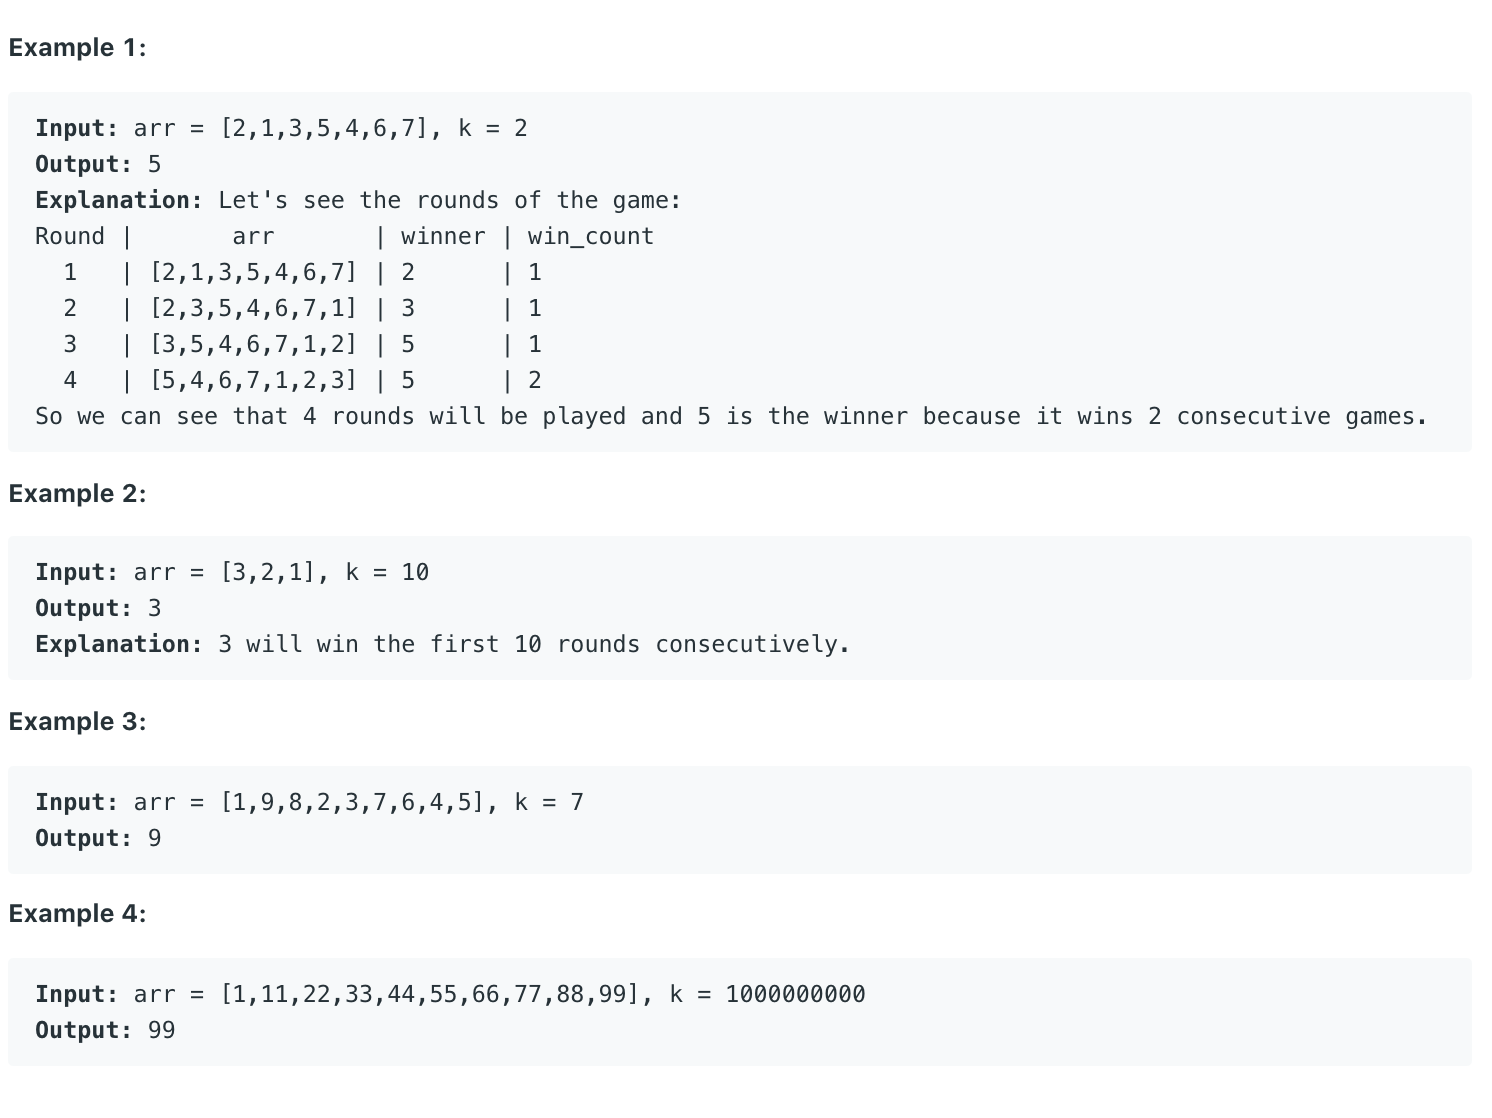 Example 1:
Input: arr = [2,1,3,5,4,6,7], k = 2
Output: 5
Explanation: Let's see the rounds of the game:
Round |       arr       | winner | win_count
  1   | [2,1,3,5,4,6,7] | 2      | 1
  2   | [2,3,5,4,6,7,1] | 3      | 1
  3   | [3,5,4,6,7,1,2] | 5      | 1
  4   | [5,4,6,7,1,2,3] | 5      | 2
So we can see that 4 rounds will be played and 5 is the winner because it wins 2 consecutive games.
Example 2:
Input: arr = [3,2,1], k = 10
Output: 3
Explanation: 3 will win the first 10 rounds consecutively.
Example 3:
Input: arr = [1,9,8,2,3,7,6,4,5], k = 7
Output: 9
Example 4:
Input: arr = [1,11,22,33,44,55,66,77,88,99], k = 1000000000
Output: 99